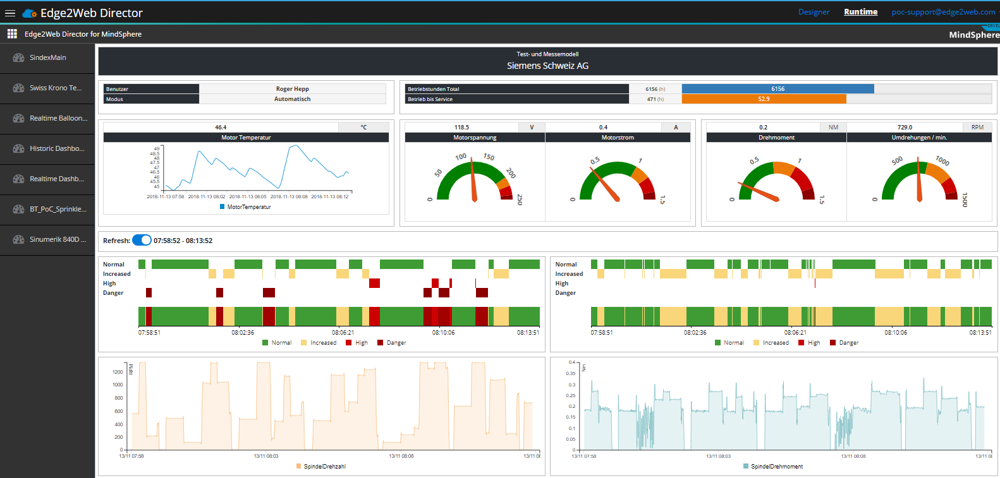 Edge2Web Director
Designer Runtime poc-support@edge2web.com
Edge2Web Director for MindSphere
DEVEL
MindSphere
SindexMain
Swiss Krono Te...
Realtime Balloon...
Historic Dashbo...
Realtime Dashb...
BT_PoC_Sprinkle...
Sinumerik 840D ...
Test- und Messemodell
Siemens Schweiz AG
Benutzer Roger Hepp
Modus Automatisch
Betriebstunden Total 6156 (h) 6156
Betrieb bis Service 471 (h) 52.9
46.4 °C
Motor Temperatur
49
48.5
48
47.5
47
46.5
46
45.5
45
2018-11-13 07:58 2018-11-13 08:02 2018-11-13 08:05 2018-11-13 08:08 2018-11-13 08:12
MotorTemperatur
118.5 V
Motorspannung
0 50 100 150 200 250
0.4 A
Motorstrom
0 0.5 1 1.5
0.2 NM
Drehmoment
0 0.5 1 1.5
729.0 RPM
Umdrehungen / min.
0 500 1000 1500
Refresh: 07:58:52 - 08:13:52
Normal
Increased
High
Danger
07:58:51 08:02:36 08:06:21 08:10:06 08:13:51
Normal Increased High Danger
Normal
Increased
High
Danger
07:58:51 08:02:36 08:06:21 08:10:06 08:13:51
Normal Increased High Danger
RPM
1200
1000
800
600
400
200
0
13/11 07:58 13/11 08:03 13/11 08:08 13/11 08
SpindelDrehzahl
Nm
0.4
0.35
0.3
0.25
0.2
0.15
0.1
0.05
0
13/11 07:58 13/11 08:03 13/11 08:08 13/11 08
SpindelDrehmoment